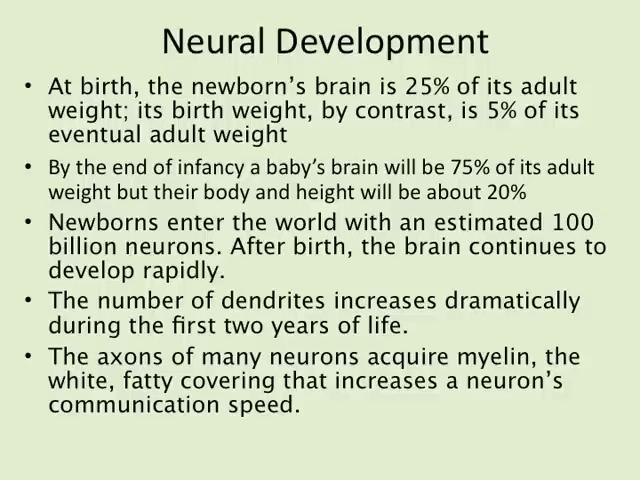 Neural Development
• At birth, the newborn’s brain is 25% of its adult
weight; its birth weight, by contrast, is 5% of its
eventual adult weight
• By the end of infancy a baby’s brain will be 75% of its adult
weight but their body and height will be about 20%
• Newborns enter the world with an estimated 100
billion neurons. After birth, the brain continues to
develop rapidly.
• The number of dendrites increases dramatically
during the first two years of life.
• The axons of many neurons acquire myelin, the
white, fatty covering that increases a neuron’s
communication speed.